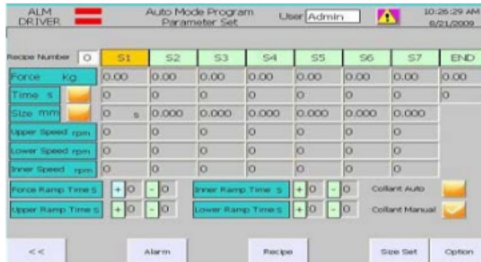 ALM Auto Mode Program User Admin 10:26:29 AM
DRIVER Parameter Set 8/21/2009
Recipe Number 0 S1 S2 S3 S4 S5 S6 S7 END
Force Kg 0.00 0.00 0.00 0.00 0.00 0.00 0.00 0.00
Time s 0 0 0 0 0 0 0 0
Size mm 0 s 0.000 0.000 0.000 0.000 0.000 0.000
Upper Speed rpm 0 0 0 0 0 0 0
Lower Speed rpm 0 0 0 0 0 0 0
Inner Speed rpm 0 0 0 0 0 0 0
Force Ramp Time S + 0 - 0 Inner Ramp Time S + 0 - 0 Collant Auto
Upper Ramp Time S + 0 - 0 Lower Ramp Time S + 0 - 0 Collant Manual
<< Alarm Recipe Size Set Option